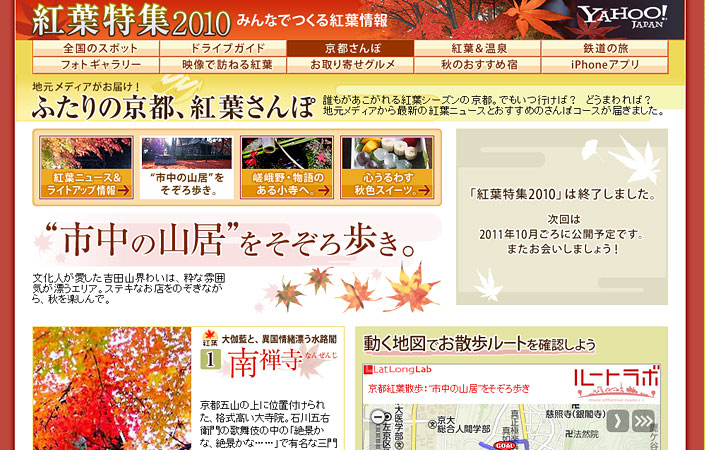 紅葉特集2010 みんなでつくる紅葉情報
YAHOO! JAPAN
全国のスポット ドライブガイド 京都さんぽ 紅葉＆温泉 鉄道の旅
フォトギャラリー 映像で訪ねる紅葉 お取り寄せグルメ 秋のおすすめ宿 iPhoneアプリ
地元メディアがお届け！
ふたりの京都、紅葉さんぽ
誰もがあこがれる紅葉シーズンの京都。でもいつ行けば？ どうまわれば？
地元メディアから最新の紅葉ニュースとおすすめのさんぽコースが届きました。
紅葉ニュース＆
ライトアップ情報
“市中の山居”を
そぞろ歩き。
嵯峨野・物語の
ある小寺へ。
心うるわす
秋色スイーツ。
「紅葉特集2010」は終了しました。
次回は
2011年10月ごろに公開予定です。
またお会いしましょう！
“市中の山居”をそぞろ歩き。
文化人が愛した吉田山界わいは、粋な雰囲
気が漂うエリア。ステキなお店をのぞきなが
ら、秋を楽しんで。
紅葉
1
大伽藍と、異国情緒漂う水路閣
南禅寺 なんぜんじ
京都五山の上に位置付けられ
た、格式高い大寺院。石川五右
衛門の歌舞伎の中の「絶景か
な、絶景かな……」で有名な三門
動く地図でお散歩ルートを確認しよう
LatLongLab
京都紅葉散歩：“市中の山居”をそぞろ歩き
ルートラボ
大医学部
左京区
京大
総合人間学部
真正極楽
慈照寺(銀閣寺)
卍法然院
GOAL